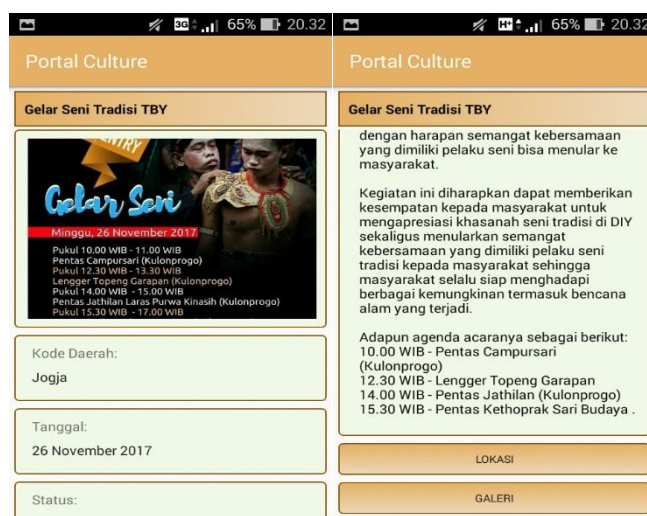 3G 65% 20.32
Portal Culture
Gelar Seni Tradisi TBY
ENTRY
Gelar Seni
Minggu, 26 November 2017
Pukul 10.00 WIB - 11.00 WIB
Pentas Campursari (Kulonprogo)
Pukul 12.30 WIB - 13.30 WIB
Lengger Topeng Garapan (Kulonprogo)
Pukul 14.00 WIB - 15.00 WIB
Pentas Jathilan Laras Purwa Kinasih (Kulonprogo)
Pukul 15.30 WIB - 17.00 WIB
Kode Daerah:
Jogja
Tanggal:
26 November 2017
Status:
H+ 65% 20.32
Portal Culture
Gelar Seni Tradisi TBY
dengan harapan semangat kebersamaan
yang dimiliki pelaku seni bisa menular ke
masyarakat.
Kegiatan ini diharapkan dapat memberikan
kesempatan kepada masyarakat untuk
mengapresiasi khasanah seni tradisi di DIY
sekaligus menularkan semangat
kebersamaan yang dimiliki pelaku seni
tradisi kepada masyarakat sehingga
masyarakat selalu siap menghadapi
berbagai kemungkinan termasuk bencana
alam yang terjadi.
Adapun agenda acaranya sebagai berikut:
10.00 WIB - Pentas Campursari
(Kulonprogo)
12.30 WIB - Lengger Topeng Garapan
14.00 WIB - Pentas Jathilan (Kulonprogo)
15.30 WIB - Pentas Kethoprak Sari Budaya .
LOKASI
GALERI